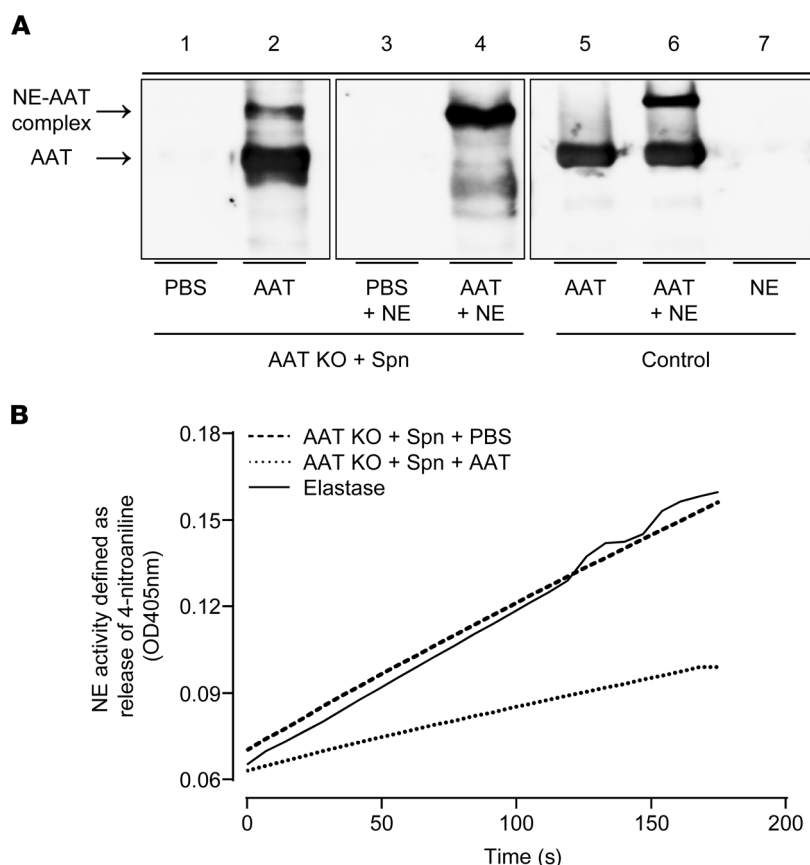 A
1 2 3 4 5 6 7
NE-AAT
complex
AAT
PBS AAT PBS + NE AAT + NE AAT AAT + NE NE
AAT KO + Spn Control
B
NE activity defined as
release of 4-nitroaniline
(OD405nm)
0.18
0.15
0.12
0.09
0.06
AAT KO + Spn + PBS
AAT KO + Spn + AAT
Elastase
0 50 100 150 200
Time (s)